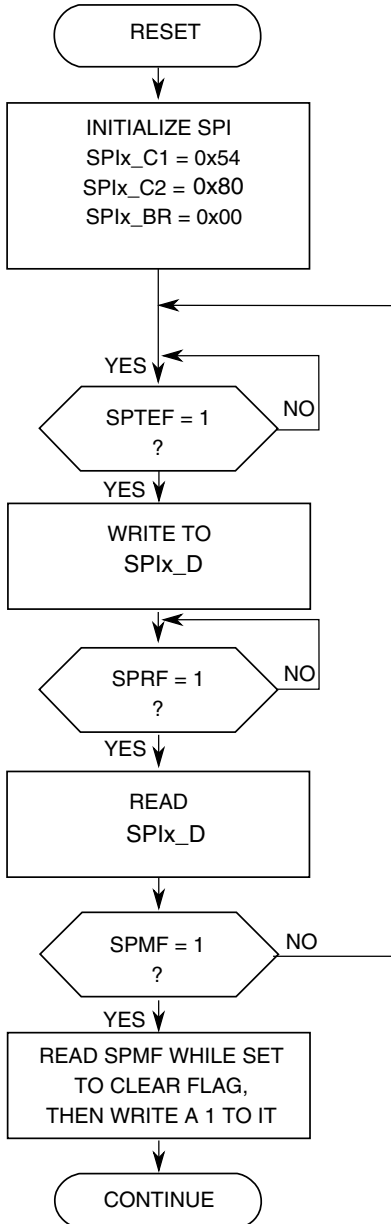 RESET
INITIALIZE SPI
SPIx_C1 = 0x54
SPIx_C2 = 0x80
SPIx_BR = 0x00
YES
SPTEF = 1
?
NO
YES
WRITE TO
SPIx_D
SPRF = 1
?
NO
YES
READ
SPIx_D
SPMF = 1
?
NO
YES
READ SPMF WHILE SET
TO CLEAR FLAG,
THEN WRITE A 1 TO IT
CONTINUE